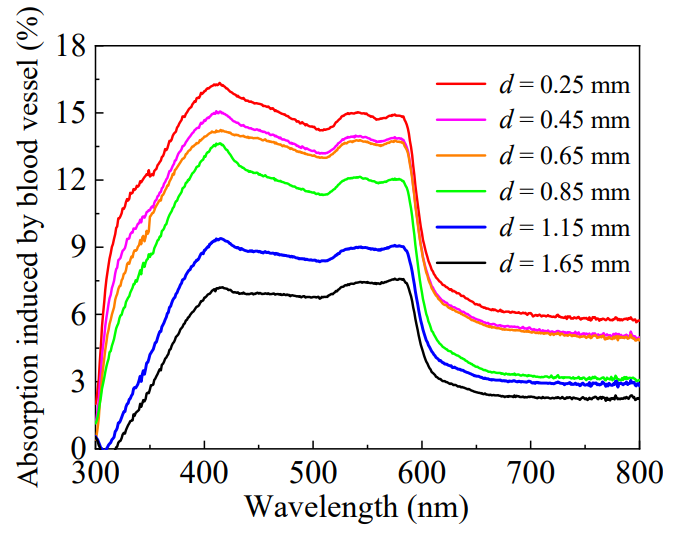 Absorption induced by blood vessel (%)
18
15
12
9
6
3
0
d = 0.25 mm
d = 0.45 mm
d = 0.65 mm
d = 0.85 mm
d = 1.15 mm
d = 1.65 mm
300 400 500 600 700 800
Wavelength (nm)